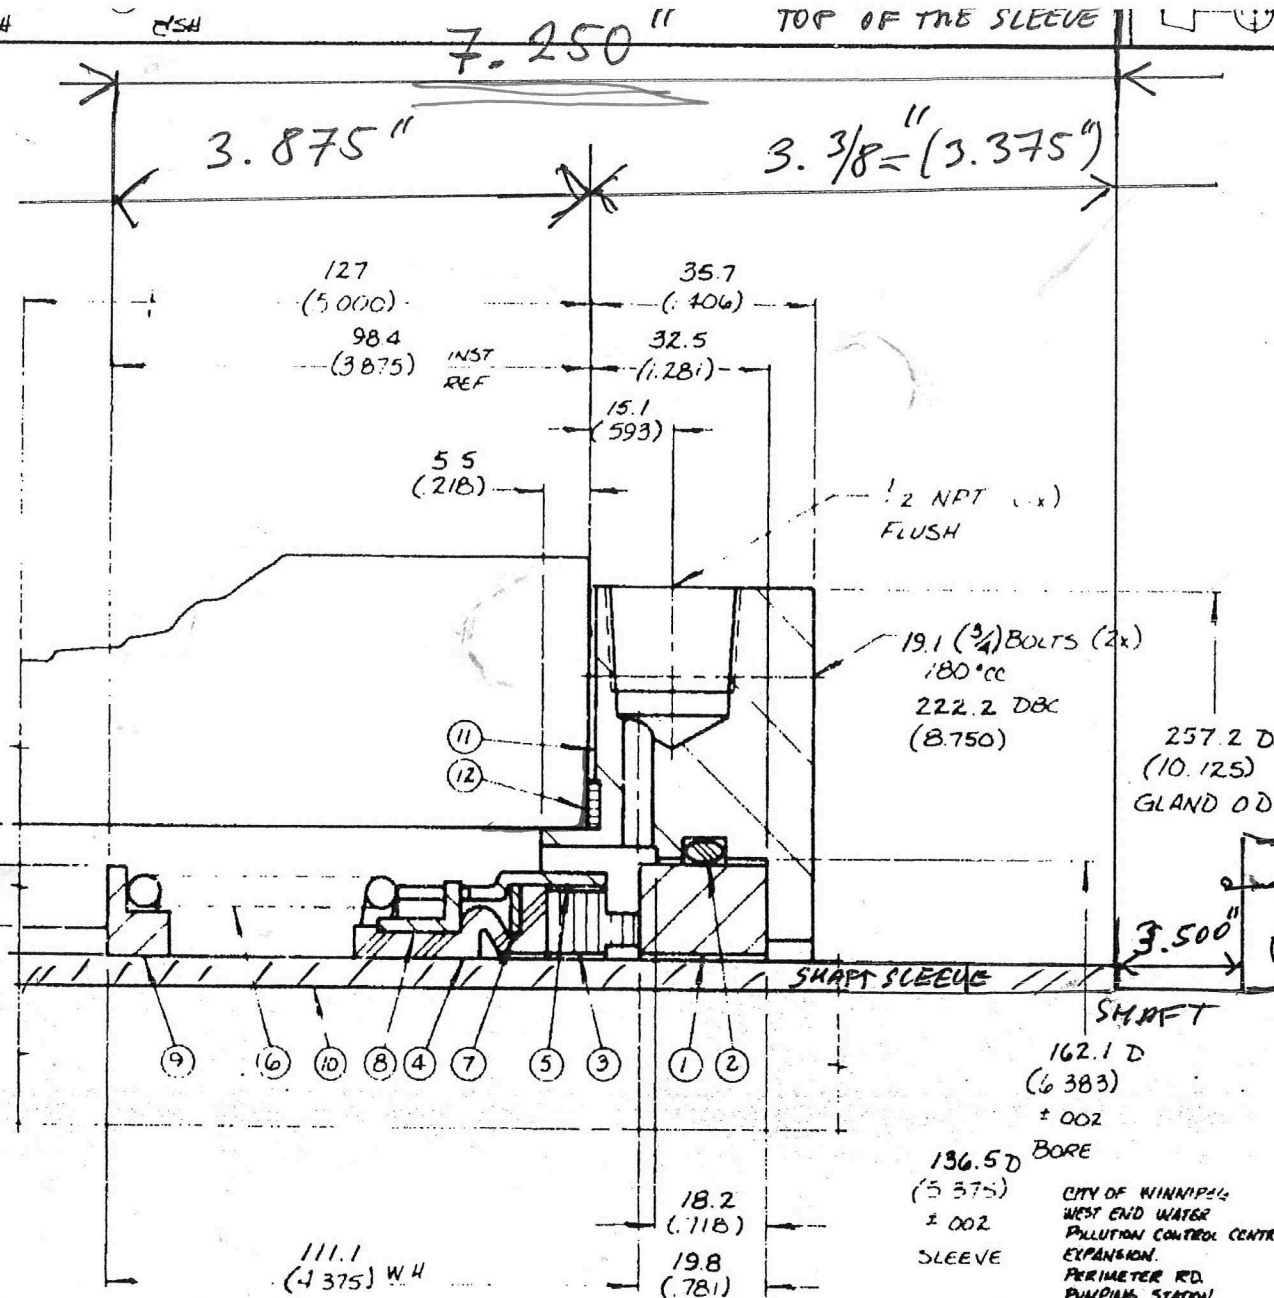 7.250"
TOP OF THE SLEEVE
3.875"
3. 3/8"=(3.375")
127
(5.000)
35.7
98.4
(3.875)
INST
REF
32.5
(1.281)
15.1
(.593)
5.5
(.218)
1/2 NPT
FLUSH
19.1 (3/4) BOLTS (2x)
180° CC
222.2 DBC
(8.750)
11
12
257.2 D
(10.125)
GLAND OD
3.500"
SHAFT SLEEVE
SHAFT
9
6
10
8
4
7
5
3
1
2
162.1 D
(6.383)
± .002
BORE
136.5 D
(5.375)
± .002
SLEEVE
18.2
(.718)
19.8
(.781)
111.1
(4.375) WH
CITY OF WINNIPEG
WEST END WATER
POLLUTION CONTROL CENTR
EXPANSION.
PERIMETER RD.
PUMPING STATION